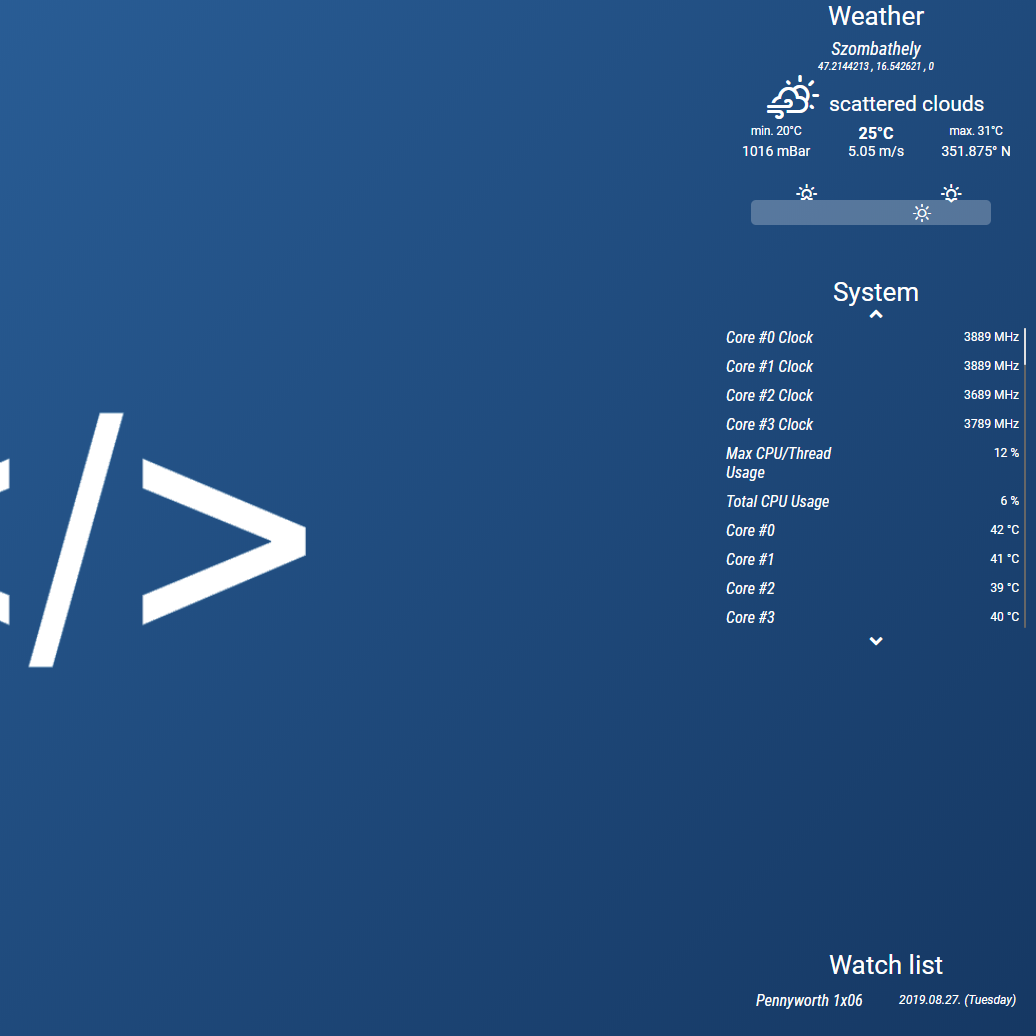 Weather
Szombathely
47.2144213 , 16.542621 , 0
scattered clouds
min. 20°C 25°C max. 31°C
1016 mBar 5.05 m/s 351.875° N
System
Core #0 Clock 3889 MHz
Core #1 Clock 3889 MHz
Core #2 Clock 3689 MHz
Core #3 Clock 3789 MHz
Max CPU/Thread 12 %
Usage
Total CPU Usage 6 %
Core #0 42 °C
Core #1 41 °C
Core #2 39 °C
Core #3 40 °C
</>
Watch list
Pennyworth 1x06 2019.08.27. (Tuesday)